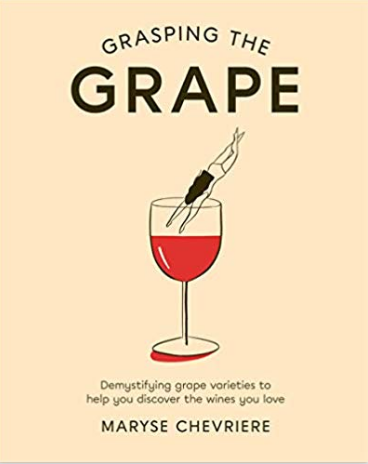 GRASPING THE
GRAPE
Demystifying grape varieties to
help you discover the wines you love
MARYSE CHEVRIERE